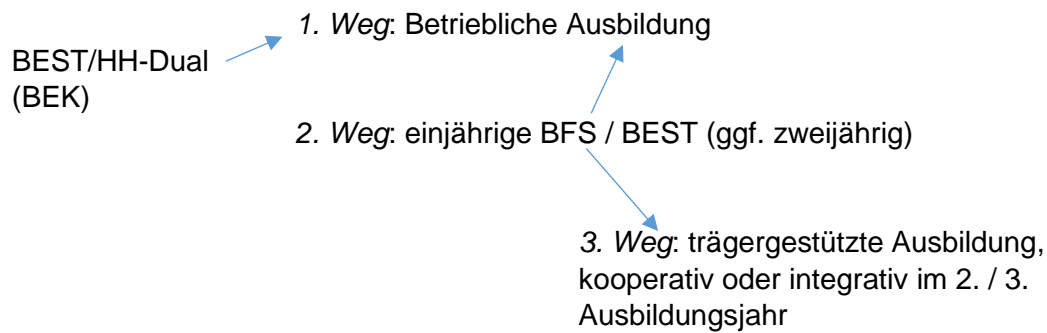 1. Weg: Betriebliche Ausbildung
BEST/HH-Dual
(BEK)
2. Weg: einjährige BFS / BEST (ggf. zweijährig)
3. Weg: trägergestützte Ausbildung,
kooperativ oder integrativ im 2. / 3.
Ausbildungsjahr